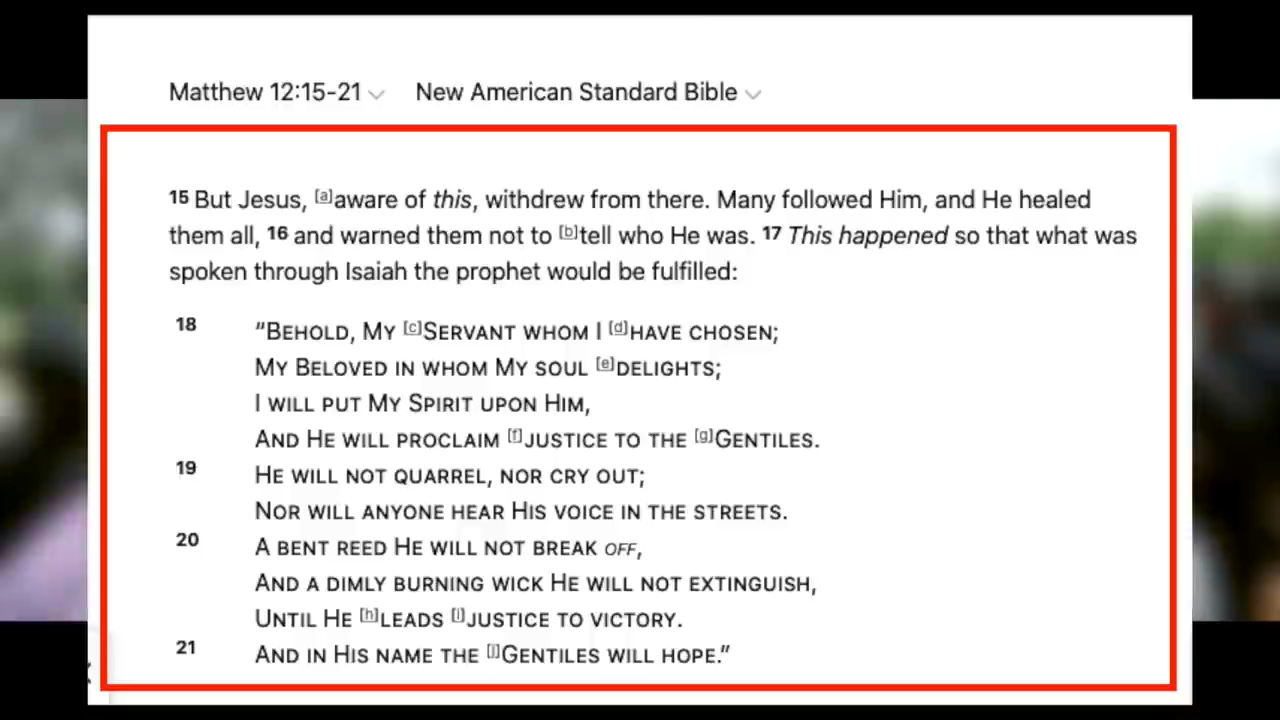 Matthew 12:15-21 New American Standard Bible
15 But Jesus, [a]aware of this, withdrew from there. Many followed Him, and He healed
them all, 16 and warned them not to [b]tell who He was. 17 This happened so that what was
spoken through Isaiah the prophet would be fulfilled:
18 “Behold, My [c]Servant whom I [d]have chosen;
My Beloved in whom My soul [e]delights;
I will put My Spirit upon Him,
And He will proclaim [f]justice to the [g]Gentiles.
19 He will not quarrel, nor cry out;
Nor will anyone hear His voice in the streets.
20 A bent reed He will not break off,
And a dimly burning wick He will not extinguish,
Until He [h]leads [i]justice to victory.
21 And in His name the [j]Gentiles will hope.”